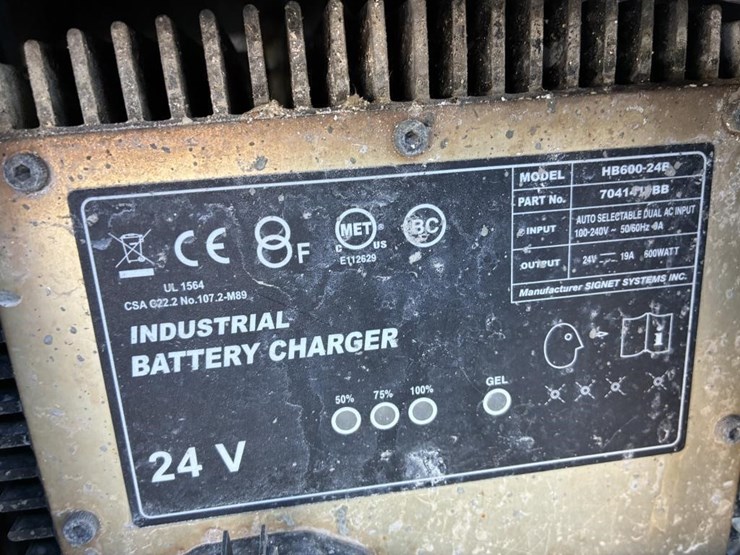 MODEL HB600-24B
PART No.
INPUT AUTO SELECTABLE DUAL AC INPUT
100-240V ~ 50/60Hz
OUTPUT 24V 19A 600WATT
Manufacturer SIGNET SYSTEMS INC.
CE
F
MET
C US
E112629
BC
UL 1564
CSA C22.2 No.107.2-M89
INDUSTRIAL
BATTERY CHARGER
50% 75% 100% GEL
24 V